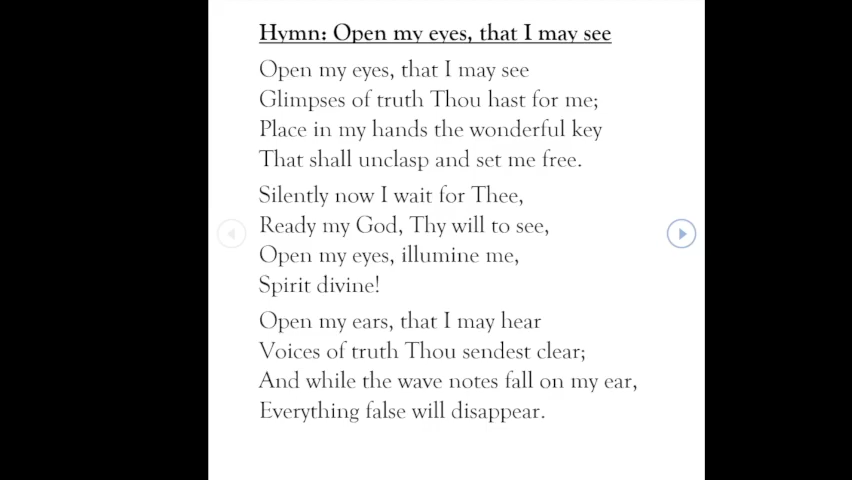 Hymn: Open my eyes, that I may see
Open my eyes, that I may see
Glimpses of truth Thou hast for me;
Place in my hands the wonderful key
That shall unclasp and set me free.
Silently now I wait for Thee,
Ready my God, Thy will to see,
Open my eyes, illumine me,
Spirit divine!
Open my ears, that I may hear
Voices of truth Thou sendest clear;
And while the wave notes fall on my ear,
Everything false will disappear.